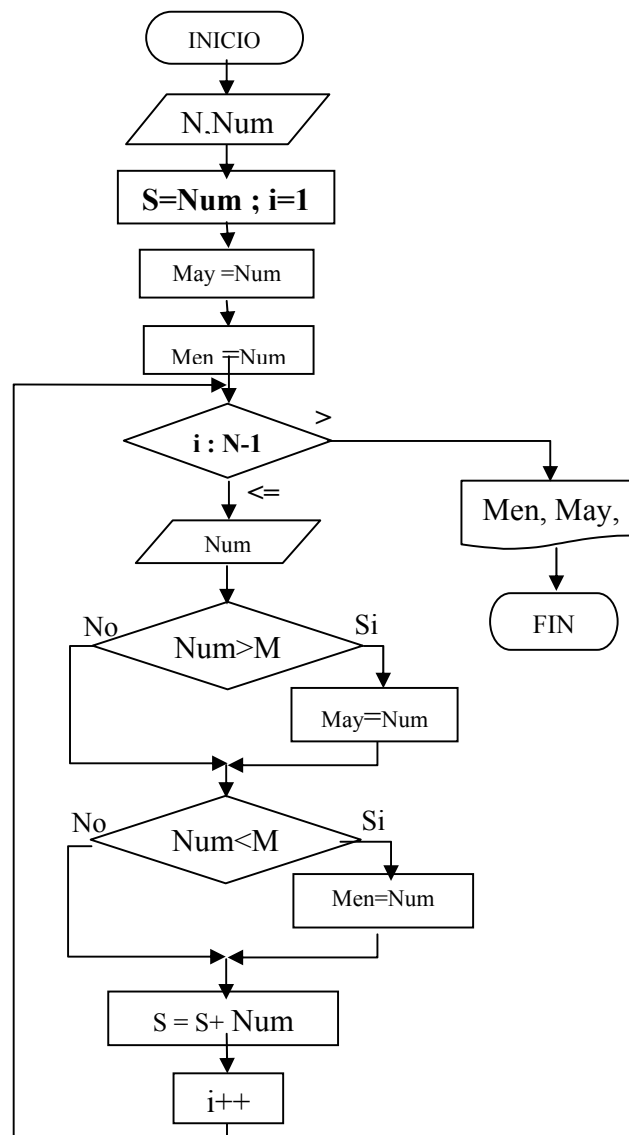 INICIO
N,Num
S=Num ; i=1
May =Num
Men =Num
i : N-1
>
<=
Men, May,
FIN
Num
No
Num>M
Si
May=Num
No
Num<M
Si
Men=Num
S = S+ Num
i++